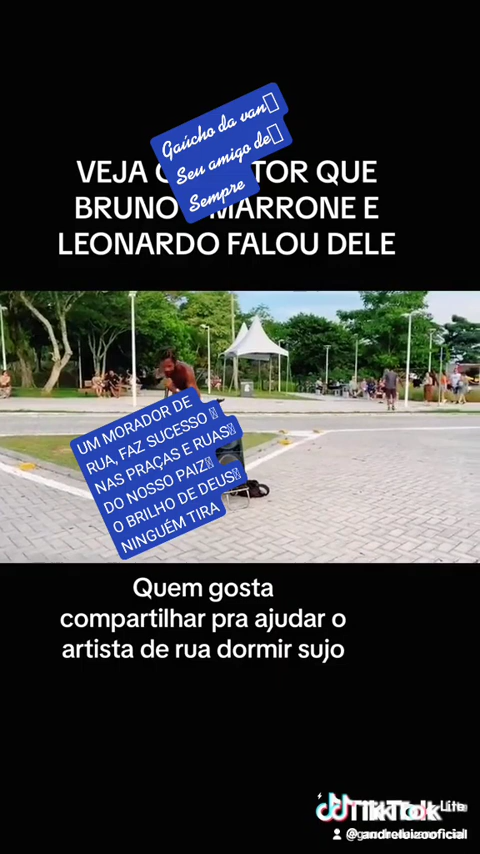 Gaúcho da van
Seu amigo de
Sempre
VEJA TOR QUE
BRUNO MARRONE E
LEONARDO FALOU DELE
UM MORADOR DE
RUA, FAZ SUCESSO
NAS PRAÇAS E RUAS
DO NOSSO PAIZ
O BRILHO DE DEUS
NINGUÉM TIRA
Quem gosta
compartilhar pra ajudar o
artista de rua dormir sujo
TikTok Lite